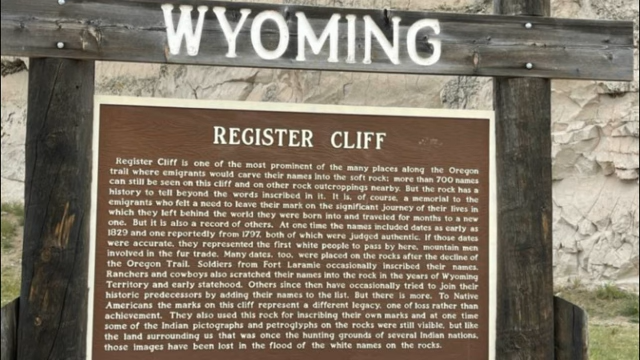 WYOMING
REGISTER CLIFF
Register Cliff is one of the most prominent of the many places along the Oregon
trail where emigrants would carve their names into the soft rock; more than 700 names
can still be seen on this cliff and on other rock outcroppings nearby. But the rock has a
history to tell beyond the words inscribed in it. It is, of course, a memorial to the
emigrants who felt a need to leave their mark on the significant journey of their lives in
which they left behind the world they were born into and traveled for months to a new
one. But it is also a record of others. At one time the names included dates as early as
1829 and one reportedly from 1797, both of which were judged authentic. If those dates
were accurate, they represented the first white people to pass by here, mountain men
involved in the fur trade. Many dates, too, were placed on the rocks after the decline of
the Oregon Trail. Soldiers from Fort Laramie occasionally inscribed their names.
Ranchers and cowboys also scratched their names into the rock in the years of Wyoming
Territory and early statehood. Others since then have occasionally tried to join their
historic predecessors by adding their names to the list. But there is more. To Native
Americans the marks on this cliff represent a different legacy, one of loss rather than
achievement. They also used this rock for inscribing their own marks and at one time
some of the Indian pictographs and petroglyphs on the rocks were still visible, but like
the land surrounding us that was once the hunting grounds of several Indian nations,
those images have been lost in the flood of the white names on the rocks.